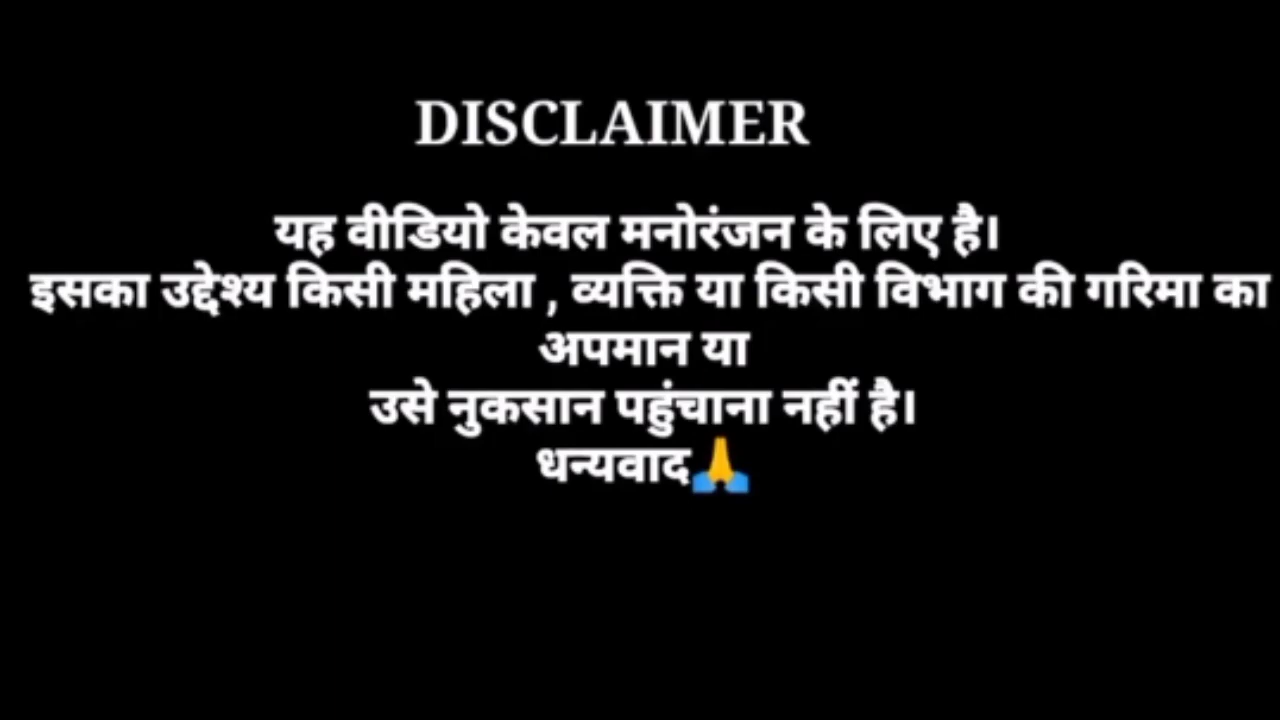 DISCLAIMER
यह वीडियो केवल मनोरंजन के लिए है।
इसका उद्देश्य किसी महिला , व्यक्ति या किसी विभाग की गरिमा का
अपमान या
उसे नुकसान पहुंचाना नहीं है।
धन्यवाद🙏